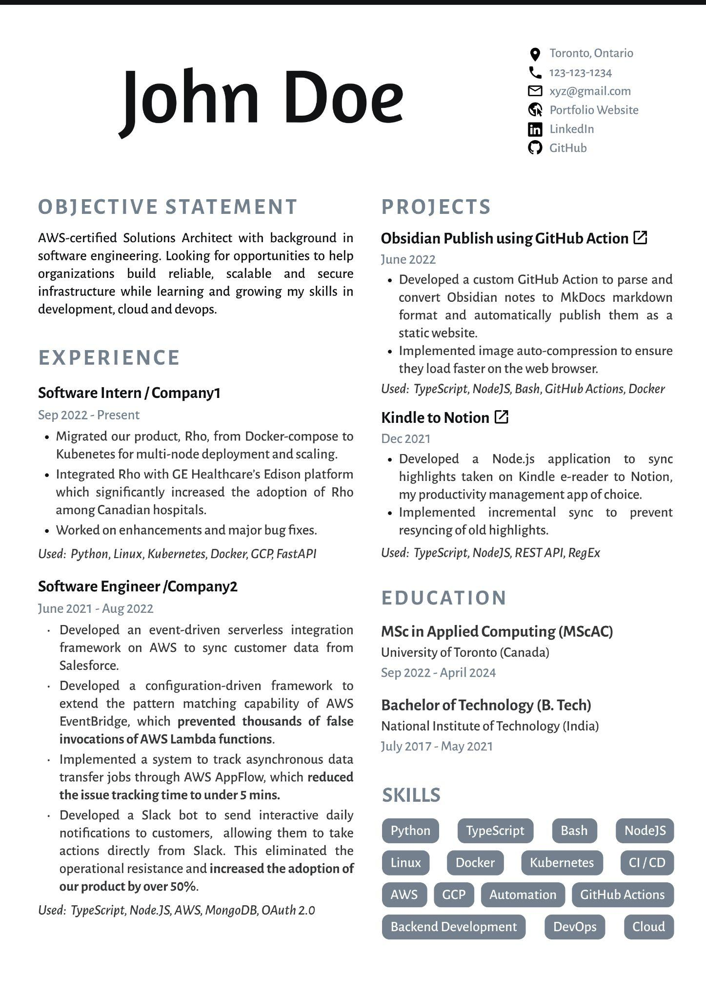 John Doe
Toronto, Ontario
123-123-1234
xyz@gmail.com
Portfolio Website
LinkedIn
GitHub
OBJECTIVE STATEMENT
AWS-certified Solutions Architect with background in
software engineering. Looking for opportunities to help
organizations build reliable, scalable and secure
infrastructure while learning and growing my skills in
development, cloud and devops.
EXPERIENCE
Software Intern / Company1
Sep 2022 - Present
• Migrated our product, Rho, from Docker-compose to
Kubenetes for multi-node deployment and scaling.
• Integrated Rho with GE Healthcare’s Edison platform
which significantly increased the adoption of Rho
among Canadian hospitals.
• Worked on enhancements and major bug fixes.
Used: Python, Linux, Kubernetes, Docker, GCP, FastAPI
Software Engineer /Company2
June 2021 - Aug 2022
· Developed an event-driven serverless integration
framework on AWS to sync customer data from
Salesforce.
· Developed a configuration-driven framework to
extend the pattern matching capability of AWS
EventBridge, which prevented thousands of false
invocations of AWS Lambda functions.
· Implemented a system to track asynchronous data
transfer jobs through AWS AppFlow, which reduced
the issue tracking time to under 5 mins.
· Developed a Slack bot to send interactive daily
notifications to customers, allowing them to take
actions directly from Slack. This eliminated the
operational resistance and increased the adoption of
our product by over 50%.
Used: TypeScript, Node.JS, AWS, MongoDB, OAuth 2.0
PROJECTS
Obsidian Publish using GitHub Action
June 2022
• Developed a custom GitHub Action to parse and
convert Obsidian notes to MkDocs markdown
format and automatically publish them as a
static website.
• Implemented image auto-compression to ensure
they load faster on the web browser.
Used: TypeScript, NodeJS, Bash, GitHub Actions, Docker
Kindle to Notion
Dec 2021
• Developed a Node.js application to sync
highlights taken on Kindle e-reader to Notion,
my productivity management app of choice.
• Implemented incremental sync to prevent
resyncing of old highlights.
Used: TypeScript, NodeJS, REST API, RegEx
EDUCATION
MSc in Applied Computing (MScAC)
University of Toronto (Canada)
Sep 2022 - April 2024
Bachelor of Technology (B. Tech)
National Institute of Technology (India)
July 2017 - May 2021
SKILLS
Python TypeScript Bash NodeJS
Linux Docker Kubernetes CI / CD
AWS GCP Automation GitHub Actions
Backend Development DevOps Cloud